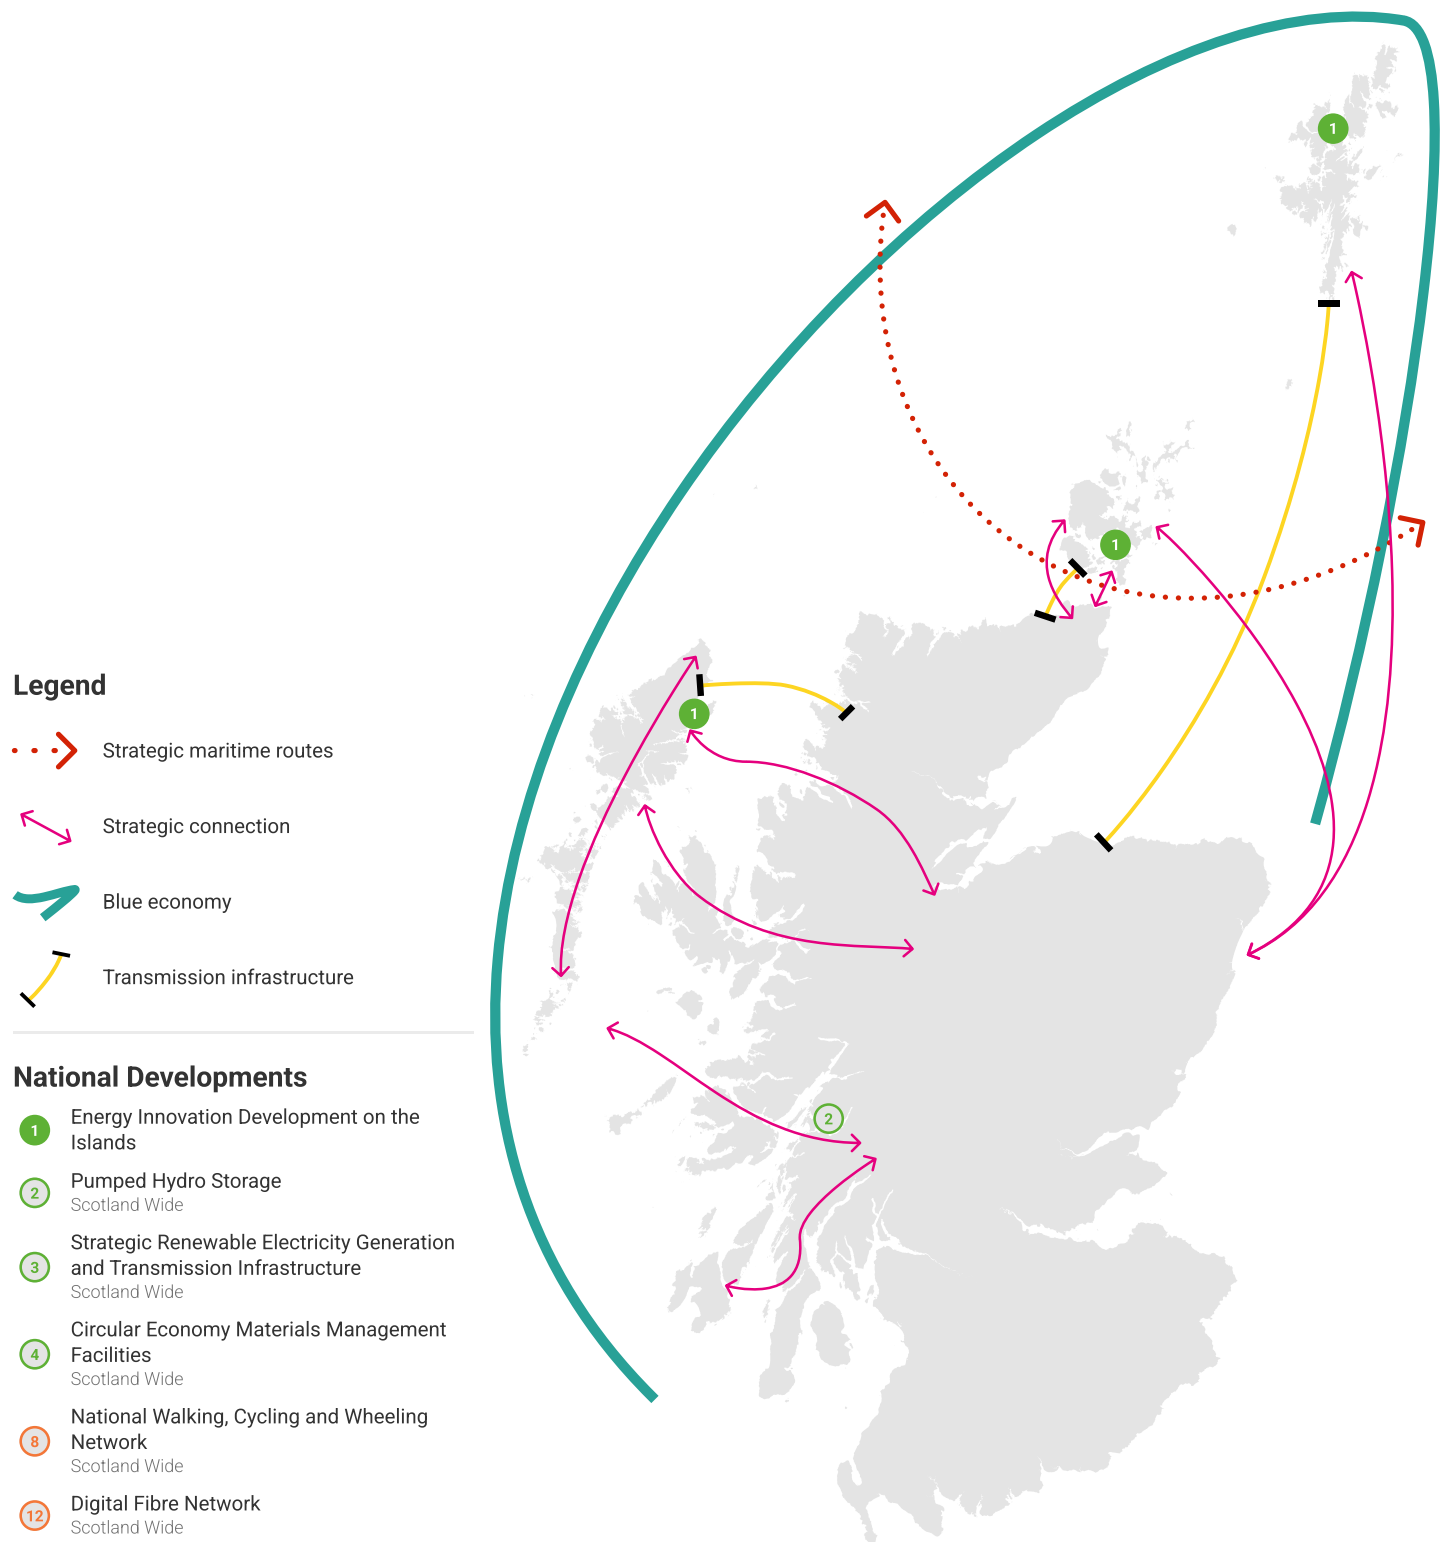 1
1
1
2
Legend
Strategic maritime routes
Strategic connection
Blue economy
Transmission infrastructure
National Developments
1 Energy Innovation Development on the
Islands
2 Pumped Hydro Storage
Scotland Wide
3 Strategic Renewable Electricity Generation
and Transmission Infrastructure
Scotland Wide
4 Circular Economy Materials Management
Facilities
Scotland Wide
8 National Walking, Cycling and Wheeling
Network
Scotland Wide
12 Digital Fibre Network
Scotland Wide